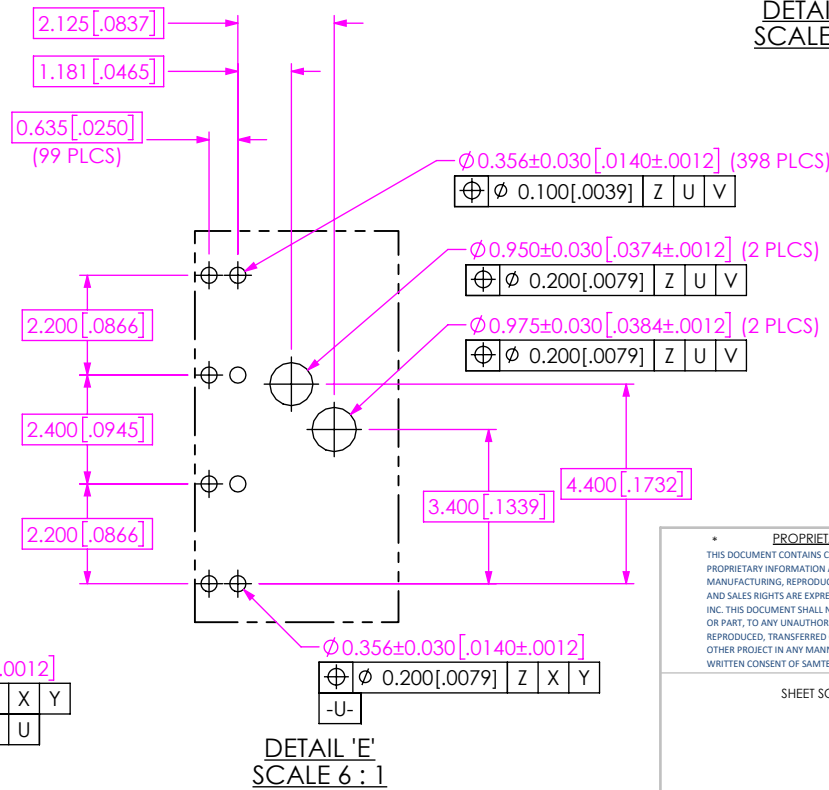 DETAI
SCALE
2.125 [.0837]
1.181 [.0465]
0.635 [.0250]
(99 PLCS)
Ø0.356±0.030 [.0140±.0012] (398 PLCS)
⌖ Ø 0.100[.0039] Z U V
Ø0.950±0.030 [.0374±.0012] (2 PLCS)
⌖ Ø 0.200[.0079] Z U V
Ø0.975±0.030 [.0384±.0012] (2 PLCS)
⌖ Ø 0.200[.0079] Z U V
2.200 [.0866]
2.400 [.0945]
2.200 [.0866]
3.400 [.1339]
4.400 [.1732]
Ø0.356±0.030 [.0140±.0012]
⌖ Ø 0.200[.0079] Z X Y
-U-
DETAIL 'E'
SCALE 6 : 1
.0012]
X Y
U
* PROPRIET
THIS DOCUMENT CONTAINS C
PROPRIETARY INFORMATION
MANUFACTURING, REPRODUC
AND SALES RIGHTS ARE EXPRE
INC. THIS DOCUMENT SHALL N
OR PART, TO ANY UNAUTHOR
REPRODUCED, TRANSFERRED
OTHER PROJECT IN ANY MANN
WRITTEN CONSENT OF SAMTE
SHEET SC